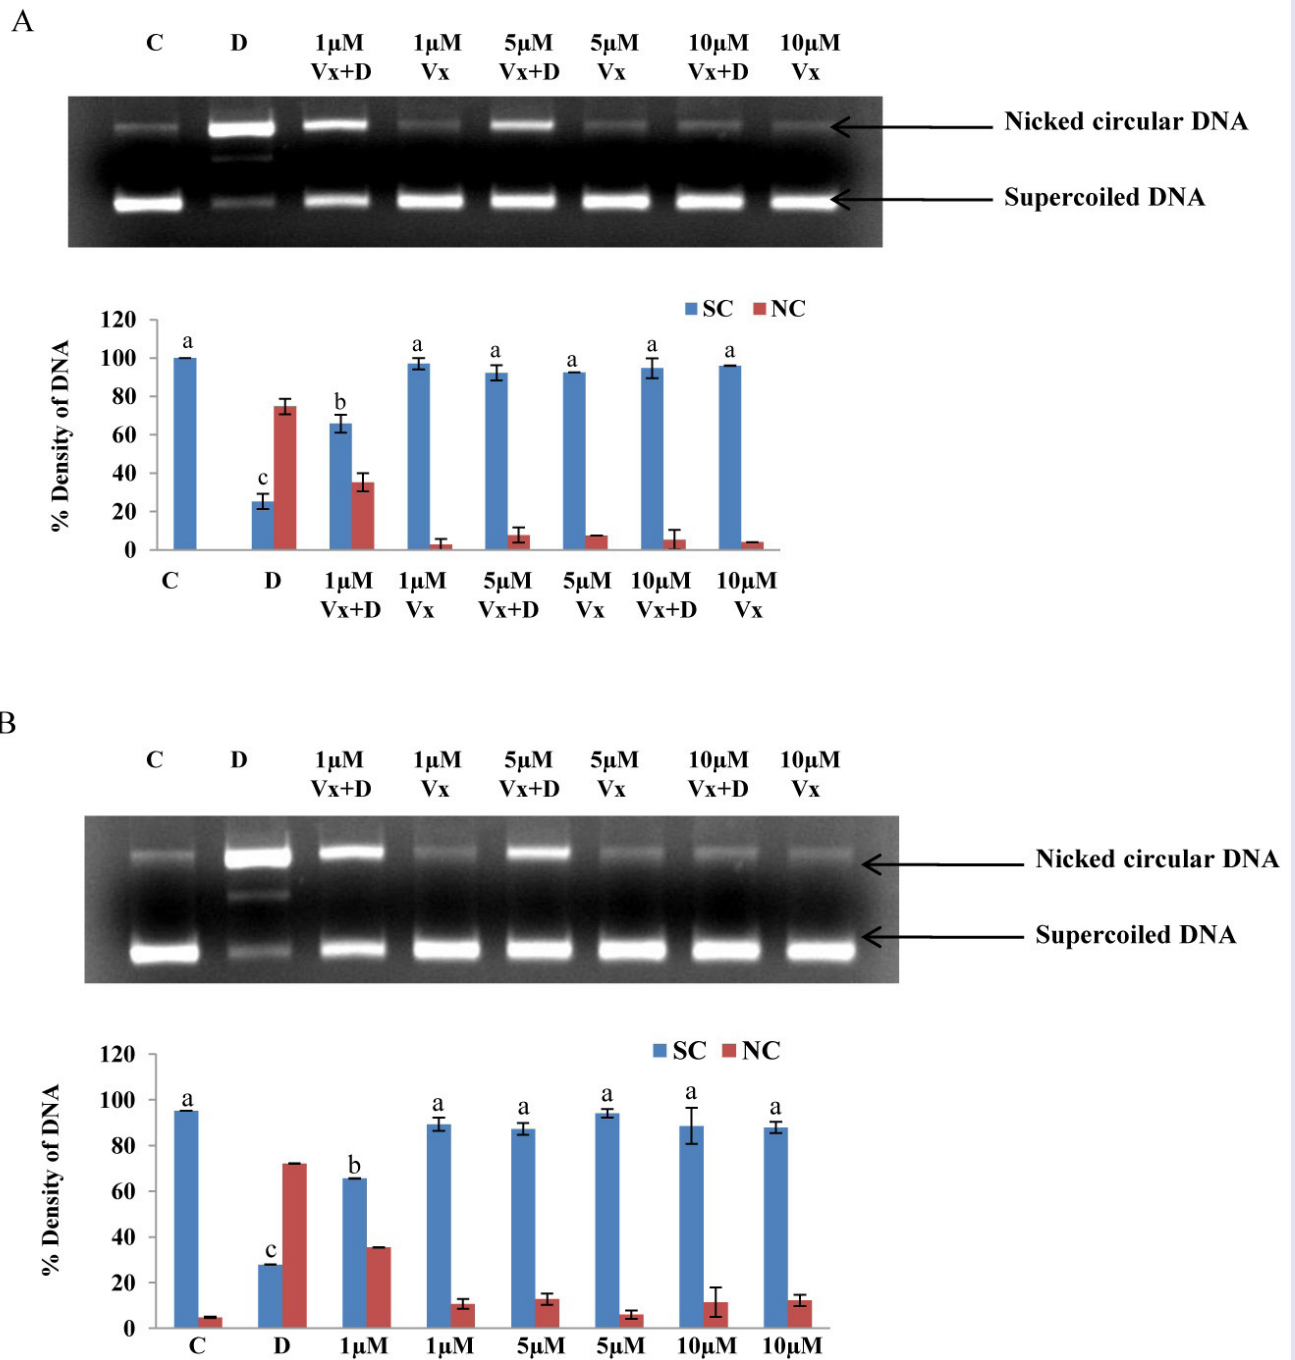 A
C D 1μM 1μM 5μM 5μM 10μM 10μM
Vx+D Vx Vx+D Vx Vx+D Vx
Nicked circular DNA
Supercoiled DNA
SC NC
% Density of DNA
120
100
80
60
40
20
0
a
c
b
a
a
a
a
a
C D 1μM 1μM 5μM 5μM 10μM 10μM
Vx+D Vx Vx+D Vx Vx+D Vx
B
C D 1μM 1μM 5μM 5μM 10μM 10μM
Vx+D Vx Vx+D Vx Vx+D Vx
Nicked circular DNA
Supercoiled DNA
SC NC
% Density of DNA
120
100
80
60
40
20
0
a
c
b
a
a
a
a
a
C D 1μM 1μM 5μM 5μM 10μM 10μM